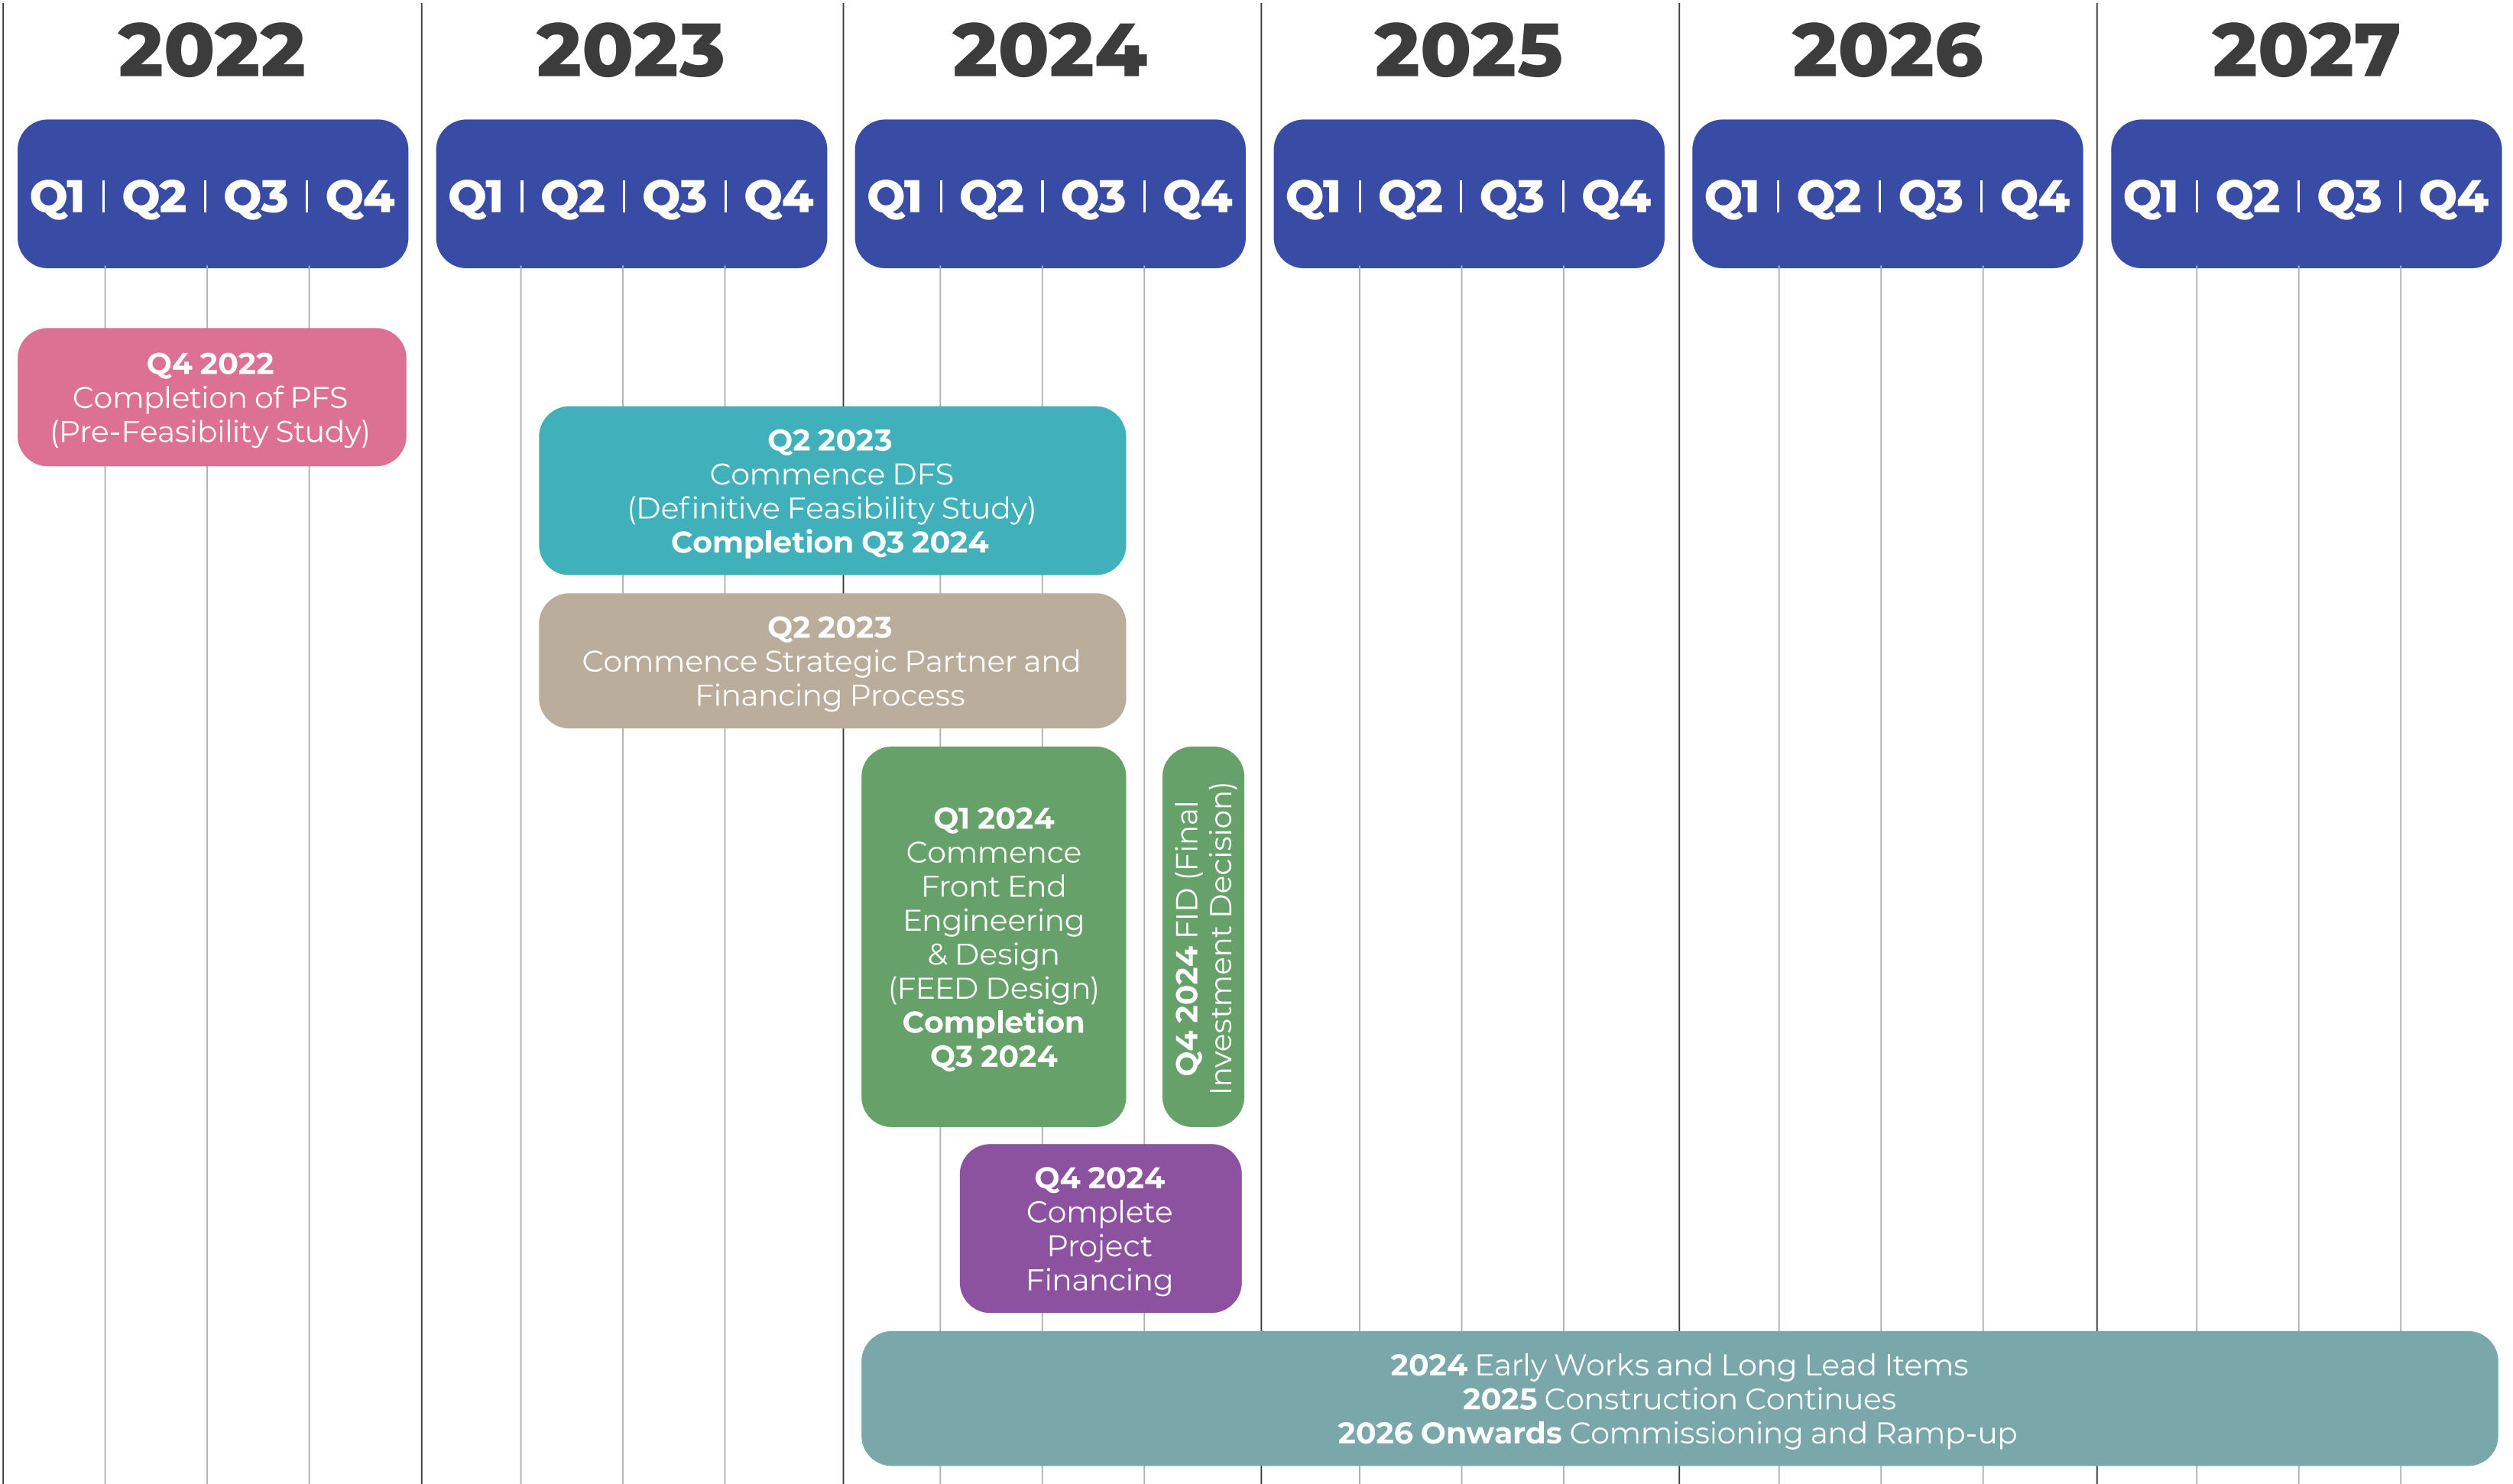 2022 2023 2024 2025 2026 2027
Q1 Q2 Q3 Q4 Q1 Q2 Q3 Q4 Q1 Q2 Q3 Q4 Q1 Q2 Q3 Q4 Q1 Q2 Q3 Q4 Q1 Q2 Q3 Q4
Q4 2022
Completion of PFS
(Pre-Feasibility Study)
Q2 2023
Commence DFS
(Definitive Feasibility Study)
Completion Q3 2024
Q2 2023
Commence Strategic Partner and
Financing Process
Q1 2024
Commence
Front End
Engineering
& Design
(FEED Design)
Completion
Q3 2024
Q4 2024 FID (Final
Investment Decision)
Q4 2024
Complete
Project
Financing
2024 Early Works and Long Lead Items
2025 Construction Continues
2026 Onwards Commissioning and Ramp-up